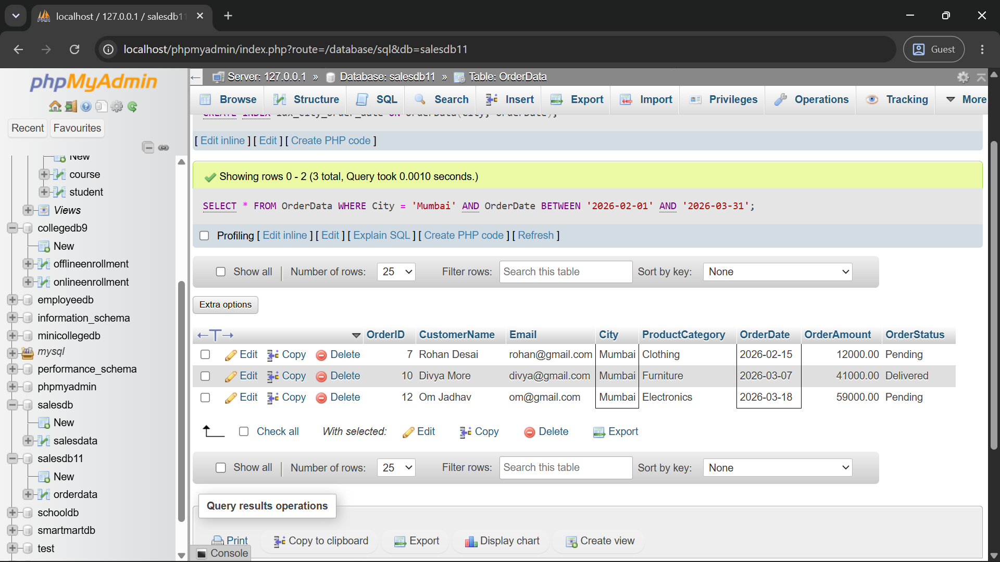 localhost / 127.0.0.1 / salesdb11
localhost/phpmyadmin/index.php?route=/database/sql&db=salesdb11
Guest
phpMyAdmin
Recent
Favourites
New
course
student
Views
collegedb9
New
offlineenrollment
onlineenrollment
employeedb
information_schema
minicollegedb
mysql
performance_schema
phpmyadmin
salesdb
New
salesdata
salesdb11
New
orderdata
schooldb
smartmartdb
test
Server: 127.0.0.1 » Database: salesdb11 » Table: OrderData
Browse Structure SQL Search Insert Export Import Privileges Operations Tracking More
CREATE INDEX idx_city_order_date ON OrderData(City, OrderDate);
[ Edit inline ] [ Edit ] [ Create PHP code ]
Showing rows 0 - 2 (3 total, Query took 0.0010 seconds.)
SELECT * FROM OrderData WHERE City = 'Mumbai' AND OrderDate BETWEEN '2026-02-01' AND '2026-03-31';
Profiling [ Edit inline ] [ Edit ] [ Explain SQL ] [ Create PHP code ] [ Refresh ]
Show all Number of rows: 25 Filter rows: Search this table Sort by key: None
Extra options
OrderID CustomerName Email City ProductCategory OrderDate OrderAmount OrderStatus
Edit Copy Delete 7 Rohan Desai rohan@gmail.com Mumbai Clothing 2026-02-15 12000.00 Pending
Edit Copy Delete 10 Divya More divya@gmail.com Mumbai Furniture 2026-03-07 41000.00 Delivered
Edit Copy Delete 12 Om Jadhav om@gmail.com Mumbai Electronics 2026-03-18 59000.00 Pending
Check all With selected: Edit Copy Delete Export
Show all Number of rows: 25 Filter rows: Search this table Sort by key: None
Query results operations
Print Copy to clipboard Export Display chart Create view
Console